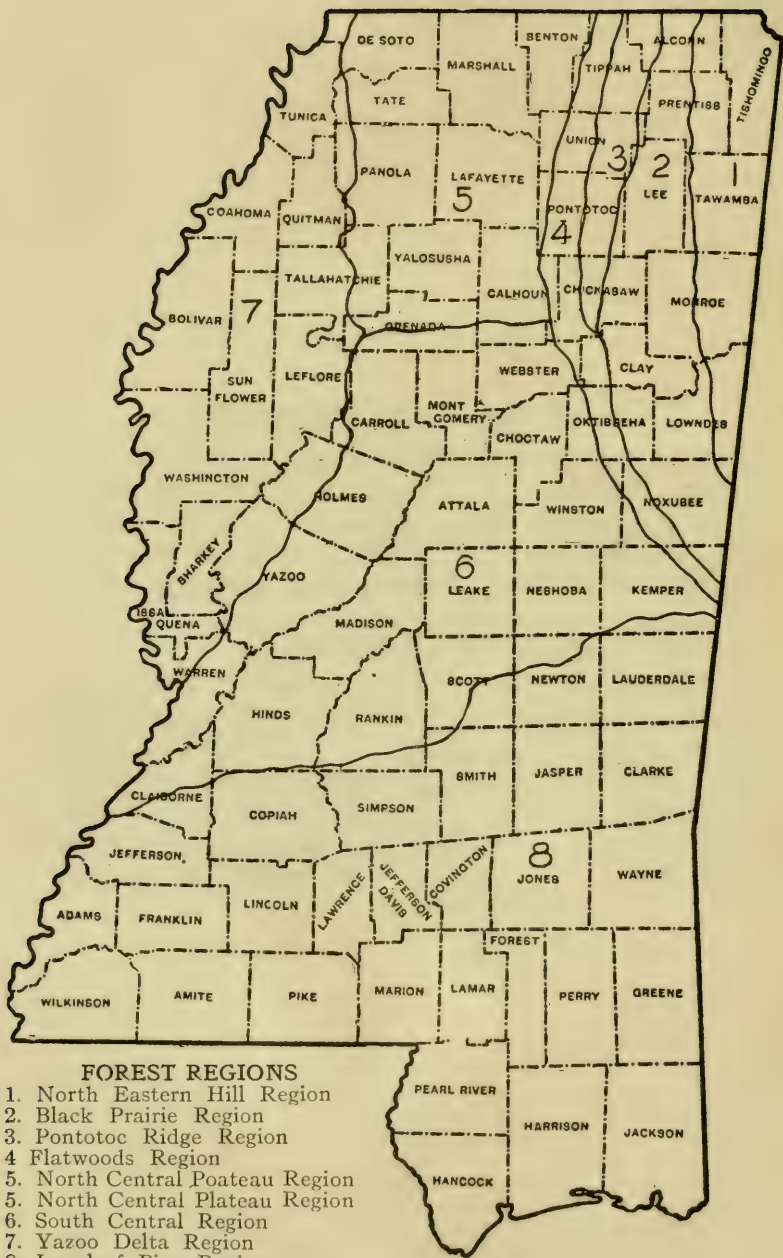 DE SOTO
BENTON
ALCORN
MARSHALL
TIPPAH
TISHOMINGO
TATE
PRENTISS
TUNICA
UNION
PANOLA
LAFAYETTE
3
2
1
5
LEE
TAWAMBA
COAHOMA
QUITMAN
PONTOTOC
4
YALOSUSHA
TALLAHATCHIE
CALHOUN
CHICKASAW
MONROE
BOLIVAR
7
GRENADA
SUN
FLOWER
LEFLORE
WEBSTER
CLAY
CARROLL
MONT
GOMERY
CHOCTAW
OKTIBBEHA
LOWNDES
WASHINGTON
HOLMES
ATTALA
WINSTON
NOXUBEE
SHARKEY
YAZOO
6
LEAKE
NESHOBA
KEMPER
ISSA
QUENA
MADISON
WARREN
SCOTT
NEWTON
LAUDERDALE
HINDS
RANKIN
SMITH
JASPER
CLARKE
CLAIBORNE
COPIAH
SIMPSON
JEFFERSON
8
JONES
WAYNE
LAWRENCE
JEFFERSON
DAVIS
COVINGTON
LINCOLN
ADAMS
FRANKLIN
FOREST
WILKINSON
AMITE
PIKE
MARION
LAMAR
PERRY
GREENE
PEARL RIVER
HARRISON
JACKSON
HANCOCK
FOREST REGIONS
1. North Eastern Hill Region
2. Black Prairie Region
3. Pontotoc Ridge Region
4 Flatwoods Region
5. North Central Poateau Region
5. North Central Plateau Region
6. South Central Region
7. Yazoo Delta Region